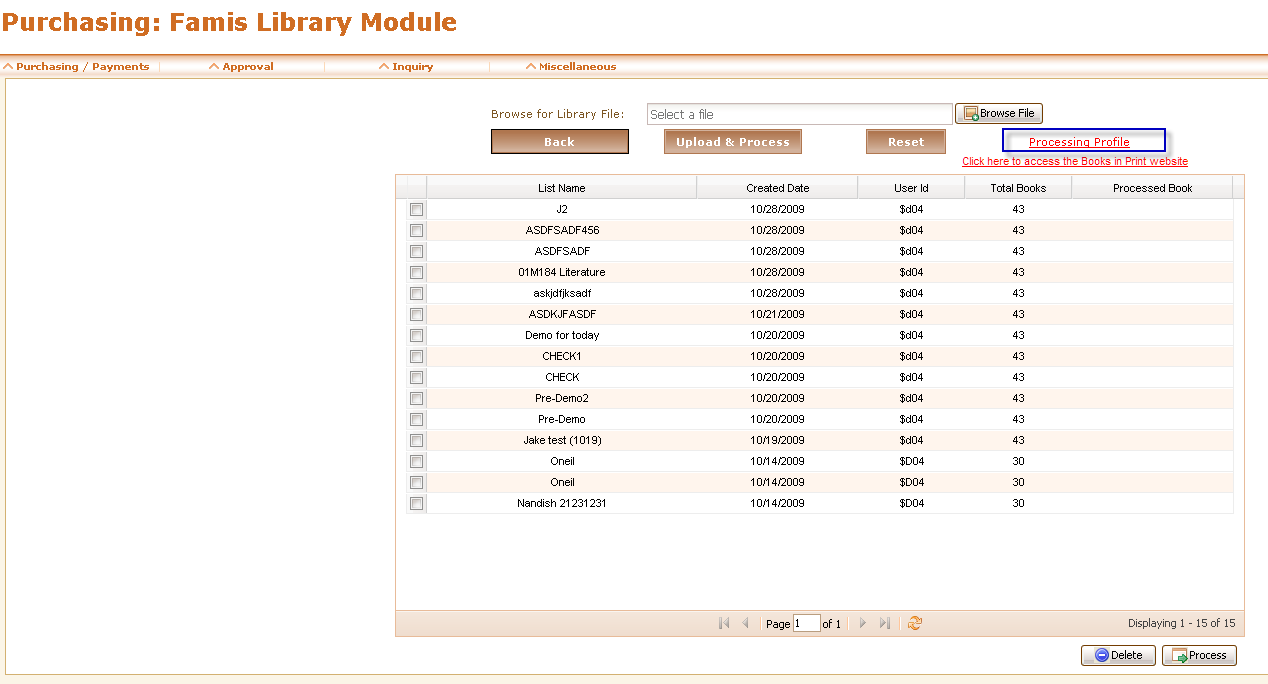 Purchasing: Famis Library Module
Purchasing / Payments Approval Inquiry Miscellaneous
Browse for Library File: Select a file Browse File
Back Upload & Process Reset Processing Profile
Click here to access the Books in Print website
List Name Created Date User Id Total Books Processed Book
J2 10/28/2009 $d04 43
ASDFSADF456 10/28/2009 $d04 43
ASDFSADF 10/28/2009 $d04 43
01M184 Literature 10/28/2009 $d04 43
askjdfjksadf 10/28/2009 $d04 43
ASDKJFASDF 10/21/2009 $d04 43
Demo for today 10/20/2009 $d04 43
CHECK1 10/20/2009 $d04 43
CHECK 10/20/2009 $d04 43
Pre-Demo2 10/20/2009 $d04 43
Pre-Demo 10/20/2009 $d04 43
Jake test (1019) 10/19/2009 $d04 43
Oneil 10/14/2009 $D04 30
Oneil 10/14/2009 $D04 30
Nandish 21231231 10/14/2009 $D04 30
Page 1 of 1 Displaying 1 - 15 of 15
Delete Process